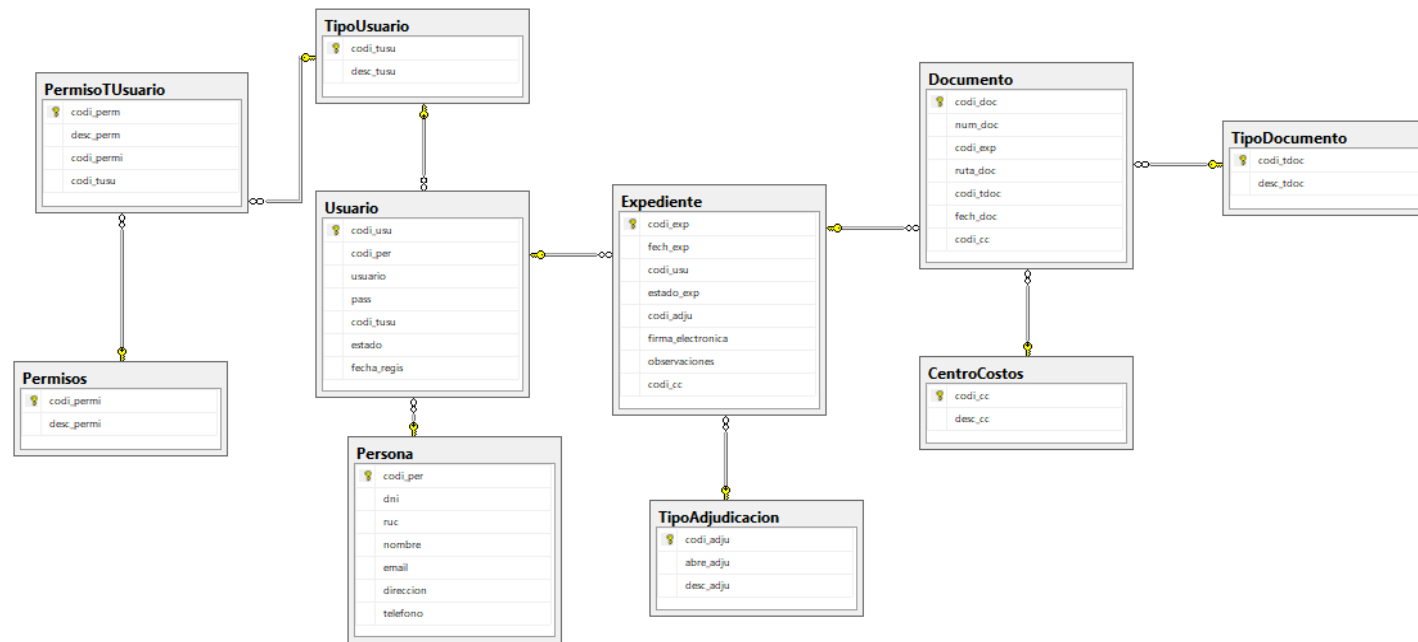 TipoUsuario
codi_tusu
desc_tusu
PermisoTUsuario
codi_perm
desc_perm
codi_permi
codi_tusu
Documento
codi_doc
num_doc
codi_exp
ruta_doc
codi_tdoc
fech_doc
codi_cc
TipoDocumento
codi_tdoc
desc_tdoc
Usuario
codi_usu
codi_per
usuario
pass
codi_tusu
estado
fecha_regis
Expediente
codi_exp
fech_exp
codi_usu
estado_exp
codi_adju
firma_electronica
observaciones
codi_cc
Permisos
codi_permi
desc_permi
CentroCostos
codi_cc
desc_cc
Persona
codi_per
dni
ruc
nombre
email
direccion
telefono
TipoAdjudicacion
codi_adju
abre_adju
desc_adju